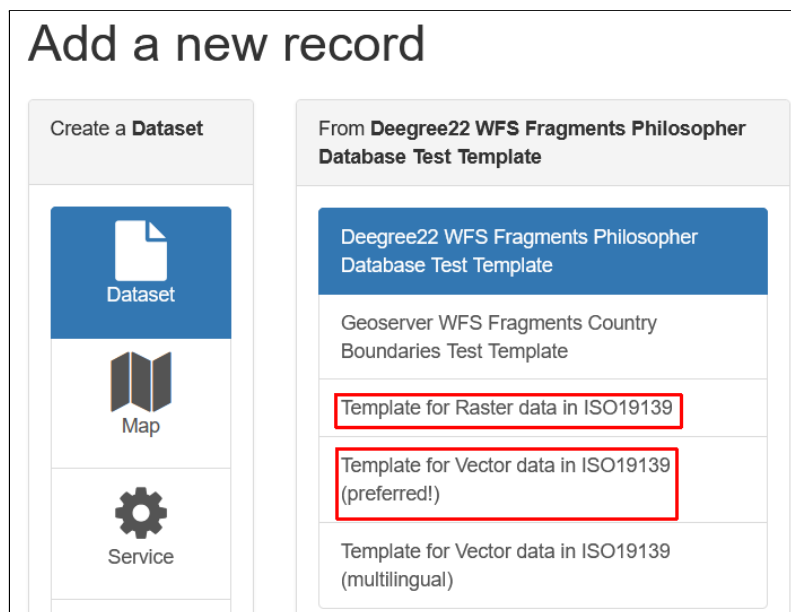 Add a new record
Create a Dataset
Dataset
Map
Service
From Deegree22 WFS Fragments Philosopher
Database Test Template
Deegree22 WFS Fragments Philosopher
Database Test Template
Geoserver WFS Fragments Country
Boundaries Test Template
Template for Raster data in ISO19139
Template for Vector data in ISO19139
(preferred!)
Template for Vector data in ISO19139
(multilingual)